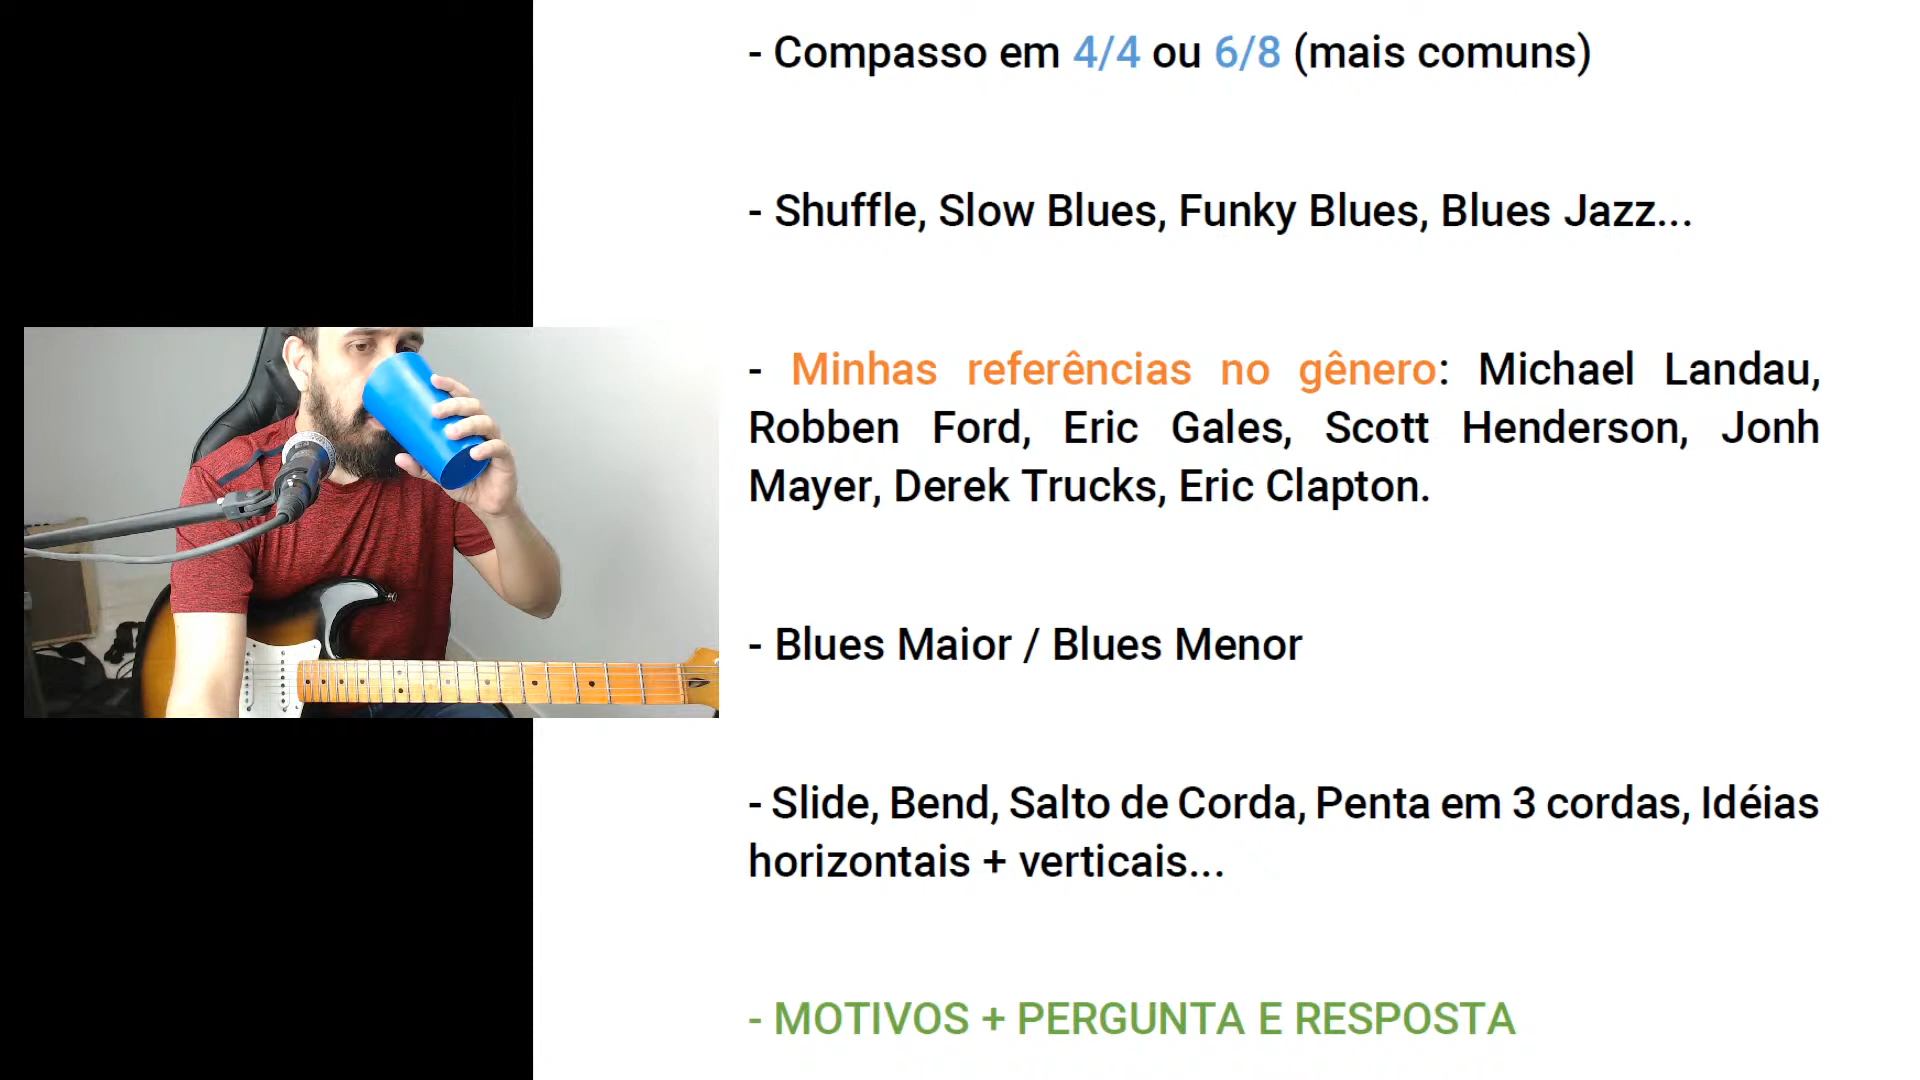 - Compasso em 4/4 ou 6/8 (mais comuns)
- Shuffle, Slow Blues, Funky Blues, Blues Jazz...
- Minhas referências no gênero: Michael Landau,
Robben Ford, Eric Gales, Scott Henderson, Jonh
Mayer, Derek Trucks, Eric Clapton.
- Blues Maior / Blues Menor
- Slide, Bend, Salto de Corda, Penta em 3 cordas, Idéias
horizontais + verticais...
- MOTIVOS + PERGUNTA E RESPOSTA